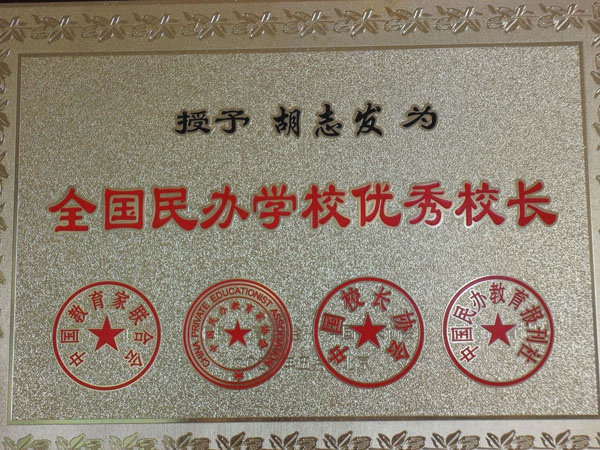 授予 胡志发 为
全国民办学校优秀校长
中国教育家联合会
CHINA PRIVATE EDUCATIONIST ASSOCIATION
中国校长协会
中国民办教育报刊社